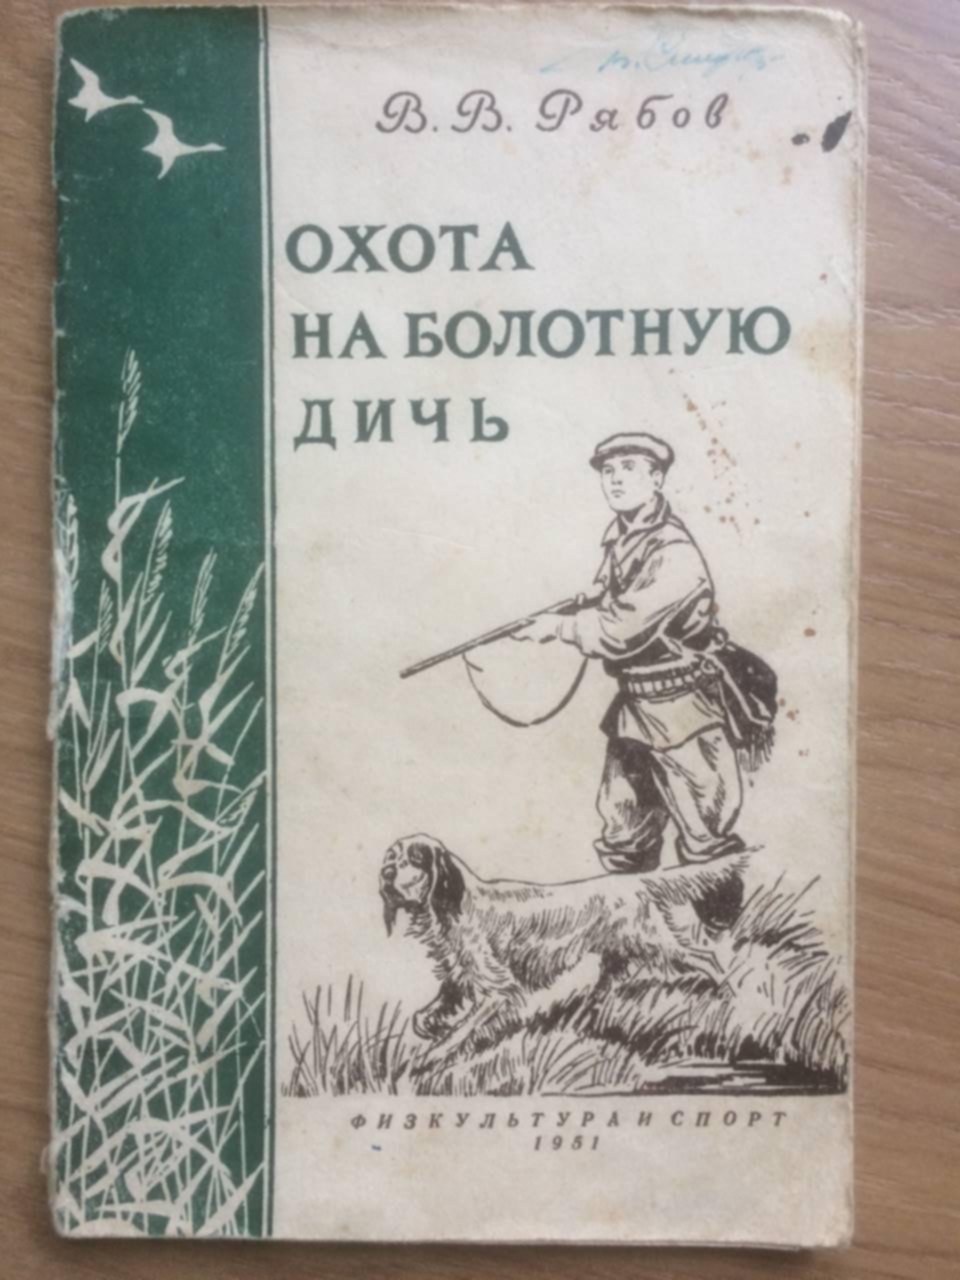 В. В. Рябов
ОХОТА
НА БОЛОТНУЮ
ДИЧЬ
ФИЗКУЛЬТУРА И СПОРТ
1951